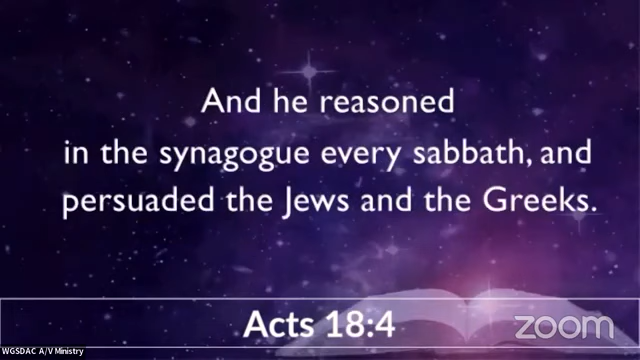 And he reasoned
in the synagogue every sabbath, and
persuaded the Jews and the Greeks.
Acts 18:4
zoom
WGSDAC A/V Ministry